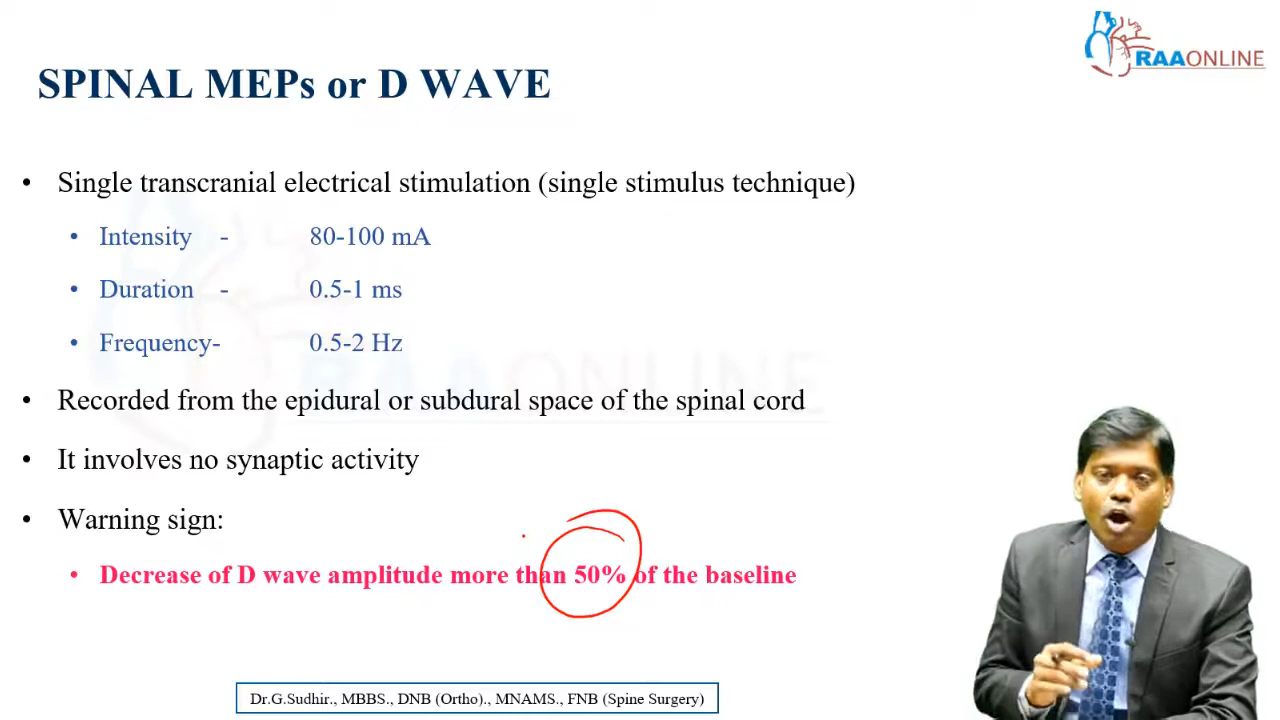 RAAONLINE
SPINAL MEPs or D WAVE
• Single transcranial electrical stimulation (single stimulus technique)
• Intensity - 80-100 mA
• Duration - 0.5-1 ms
• Frequency- 0.5-2 Hz
RAAONLINE
• Recorded from the epidural or subdural space of the spinal cord
• It involves no synaptic activity
• Warning sign:
• Decrease of D wave amplitude more than 50% of the baseline
Dr.G.Sudhir., MBBS., DNB (Ortho)., MNAMS., FNB (Spine Surgery)